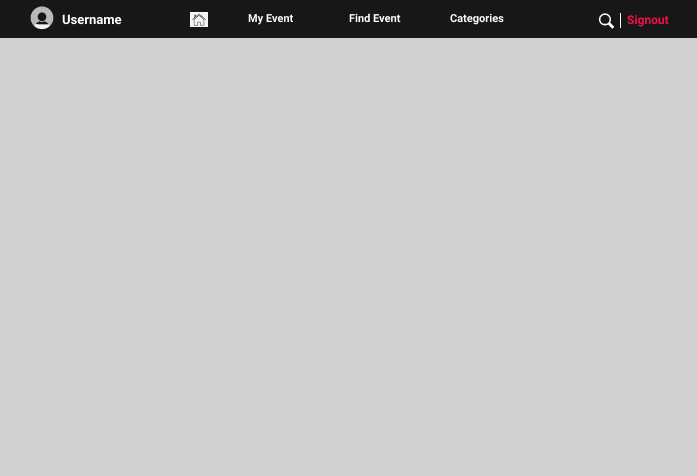 Username
My Event
Find Event
Categories
Signout